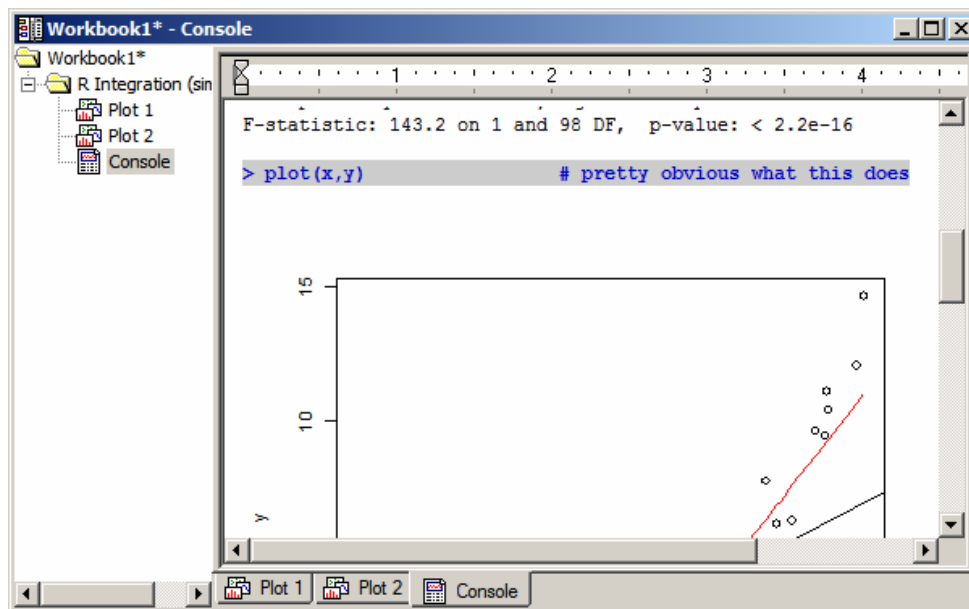 Workbook1* - Console
Workbook1*
R Integration (sin
Plot 1
Plot 2
Console
1 2 3 4
F-statistic: 143.2 on 1 and 98 DF, p-value: < 2.2e-16
> plot(x,y) # pretty obvious what this does
15
10
y
Plot 1 Plot 2 Console